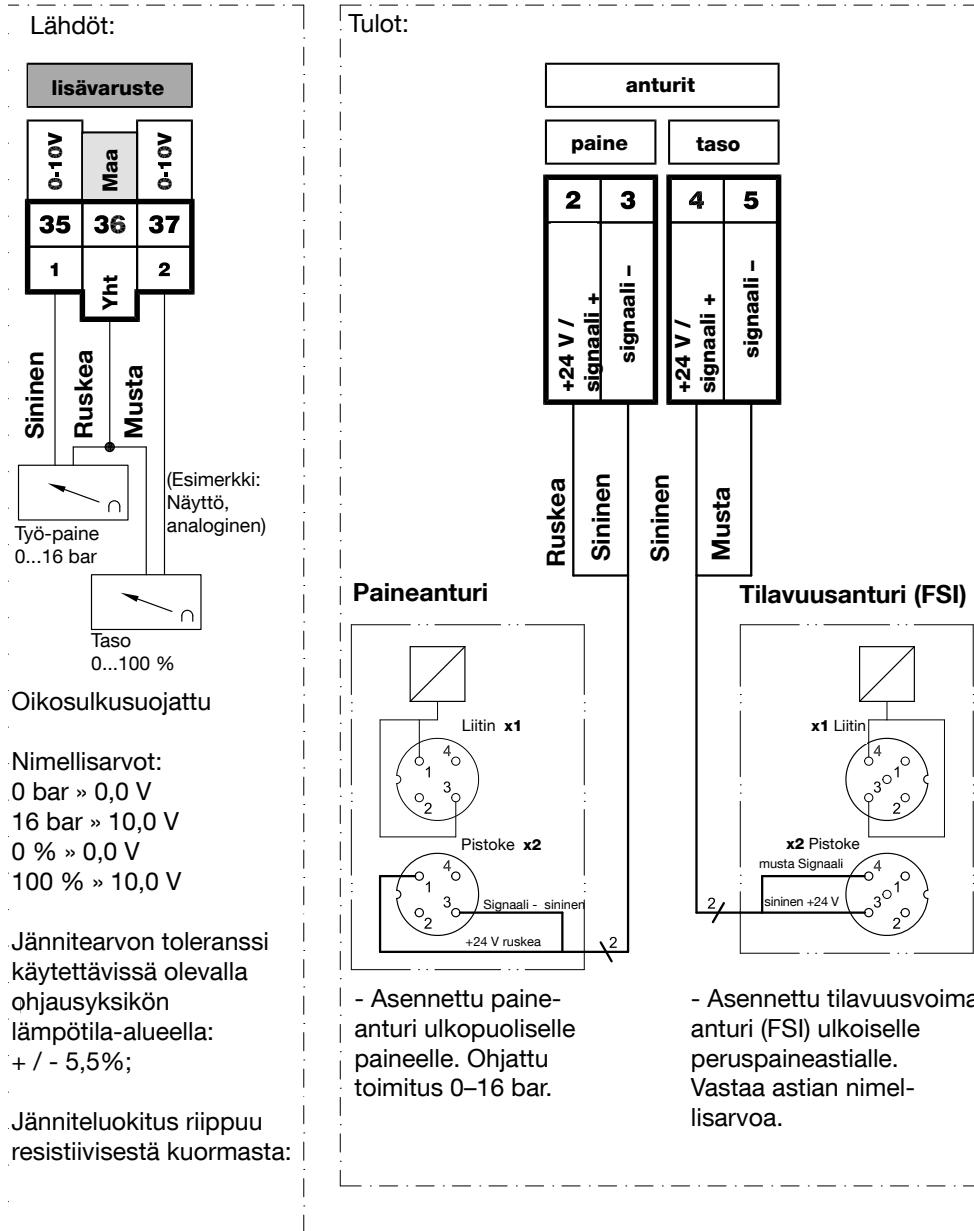 Lähdöt:
lisävaruste
0-10V
Maa
0-10V
35 36 37
1
Yht
2
Sininen
Ruskea
Musta
(Esimerkki:
Näyttö,
analoginen)
Työ-paine
0...16 bar
Taso
0...100 %
Oikosulkusuojattu
Nimellisarvot:
0 bar » 0,0 V
16 bar » 10,0 V
0 % » 0,0 V
100 % » 10,0 V
Jännitearvon toleranssi
käytettävissä olevalla
ohjausyksikön
lämpötila-alueella:
+ / - 5,5%;
Jänniteluokitus riippuu
resistiivisestä kuormasta:
Tulot:
anturit
paine
taso
2 3 4 5
+24 V /
signaali +
signaali –
+24 V /
signaali +
signaali –
Ruskea
Sininen
Sininen
Musta
Paineanturi
Liitin x1
4
1
3
2
Pistoke x2
4
1
3
2
Signaali - sininen
+24 V ruskea
2
- Asennettu paine-
anturi ulkopuoliselle
paineelle. Ohjattu
toimitus 0–16 bar.
Tilavuusanturi (FSI)
x1 Liitin
4
1
3
2
x2 Pistoke
musta Signaali
4
1
3
2
sininen +24 V
2
- Asennettu tilavuusvoima
anturi (FSI) ulkoiselle
peruspaineastialle.
Vastaa astian nimel-
lisarvoa.